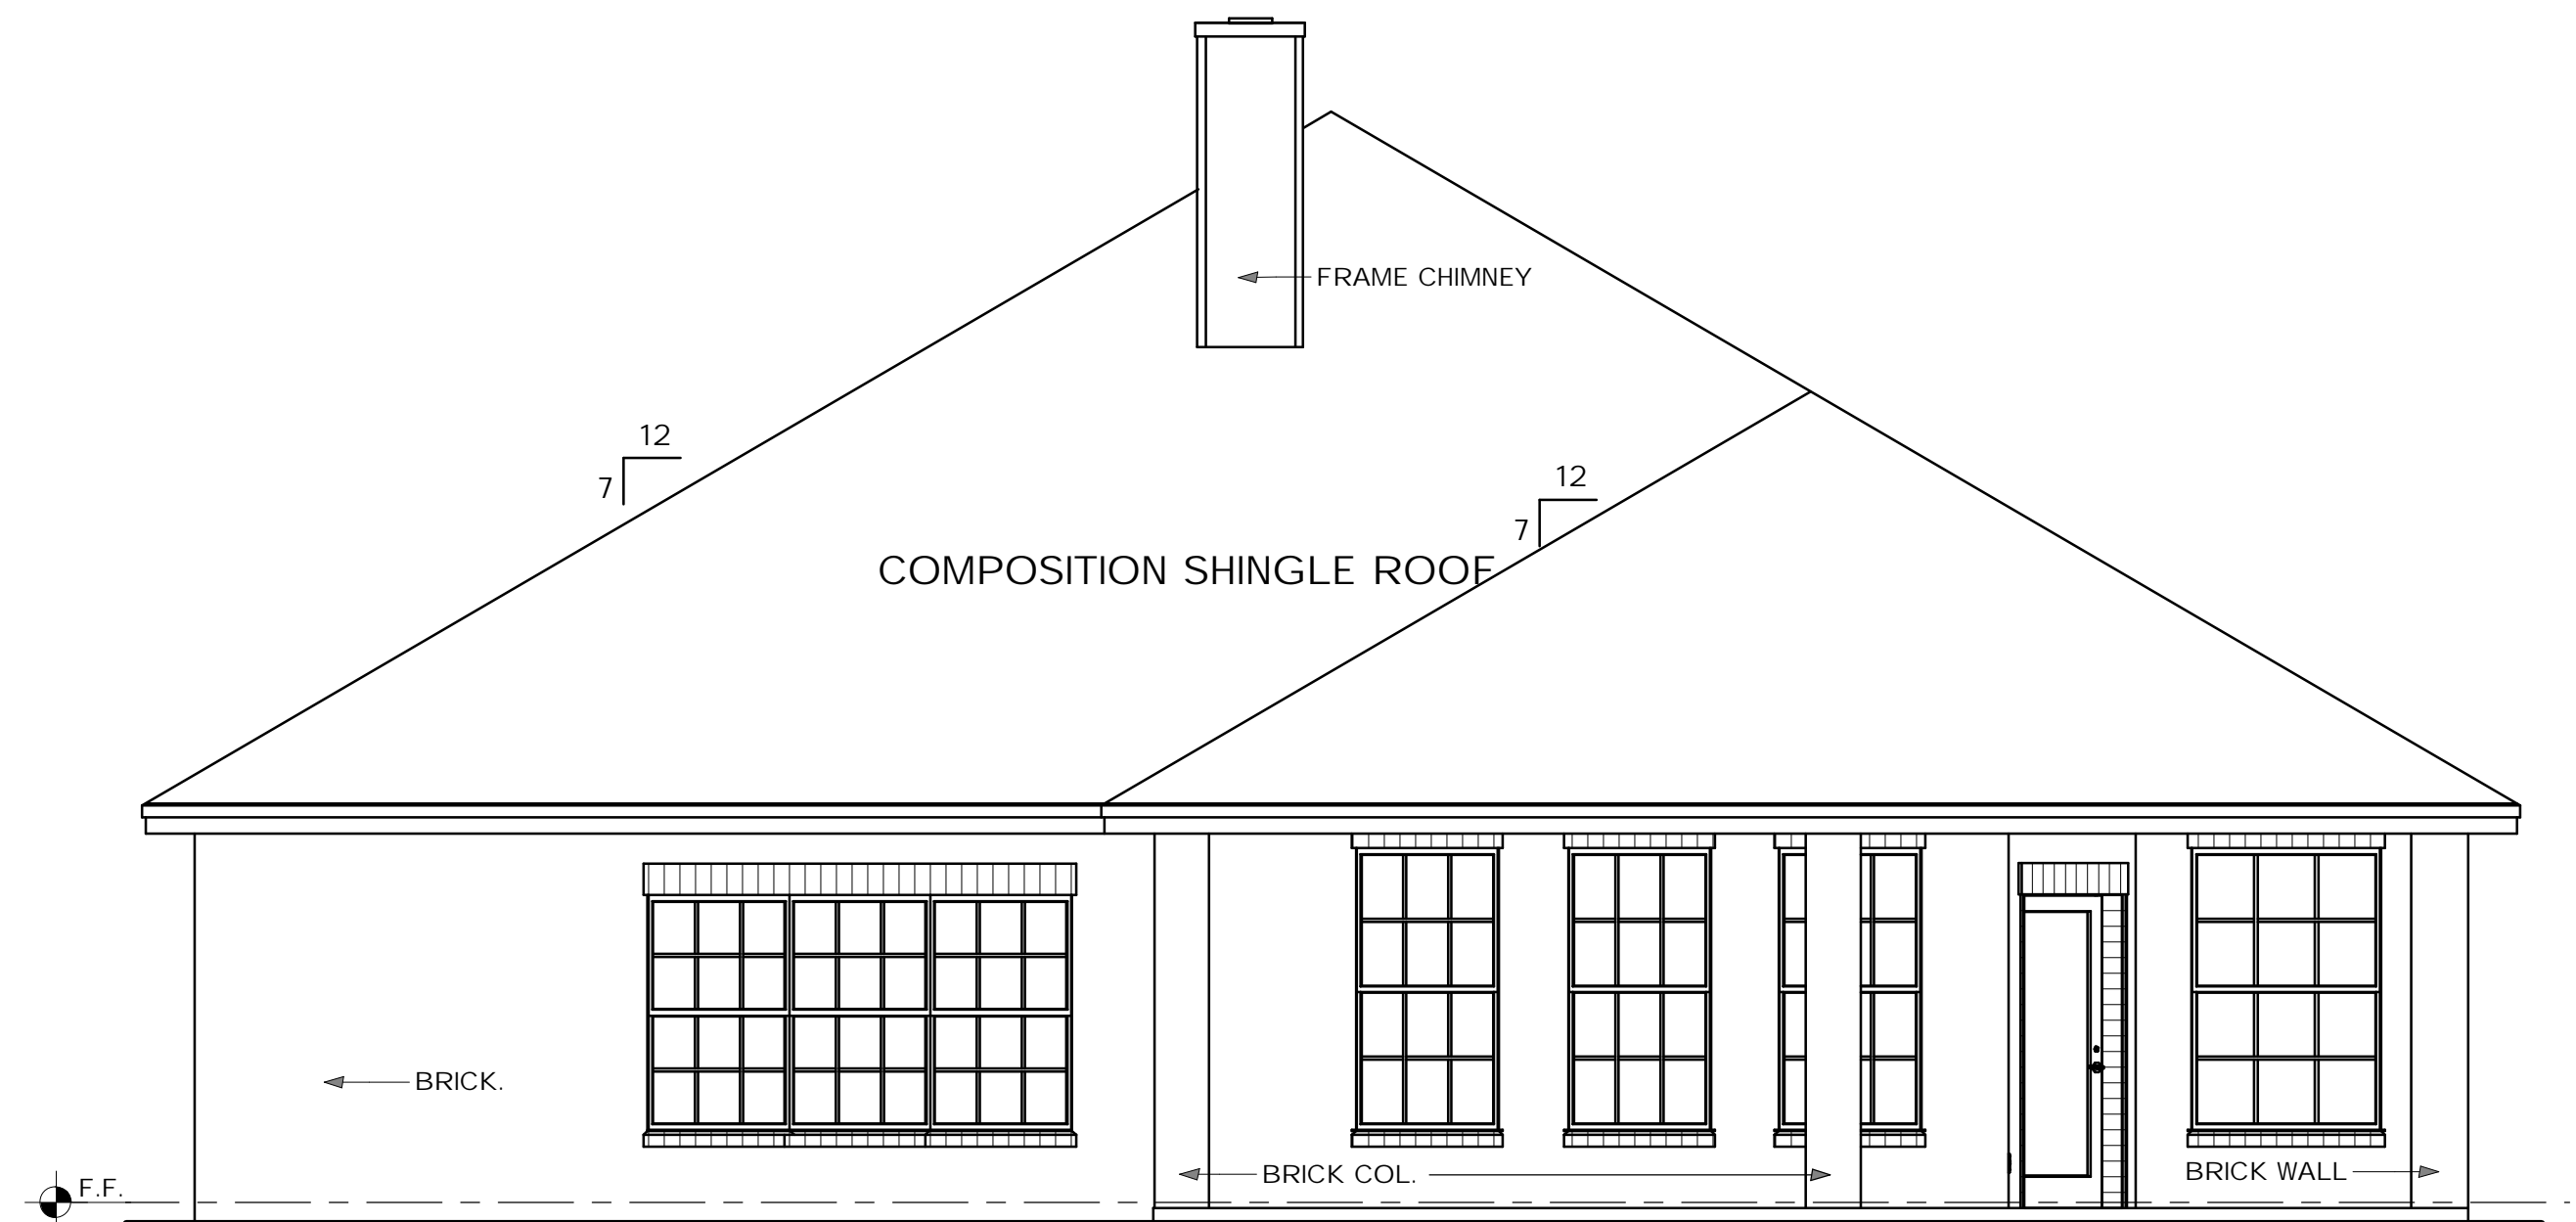 FRAME CHIMNEY
12
7
12
7
COMPOSITION SHINGLE ROOF
BRICK.
BRICK COL.
BRICK WALL
F.F.